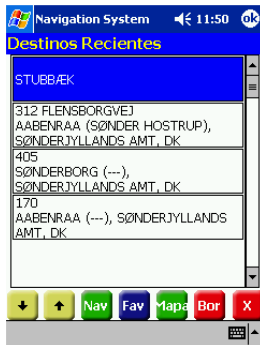 Navigation System 11:50 ok
Destinos Recientes
STUBBÆK
312 FLENSBORGVEJ
AABENRAA (SØNDER HOSTRUP),
SØNDERJYLLANDS AMT, DK
405
SØNDERBORG (---),
SØNDERJYLLANDS AMT, DK
170
AABENRAA (---), SØNDERJYLLANDS
AMT, DK
Nav Fav Mapa Bor X